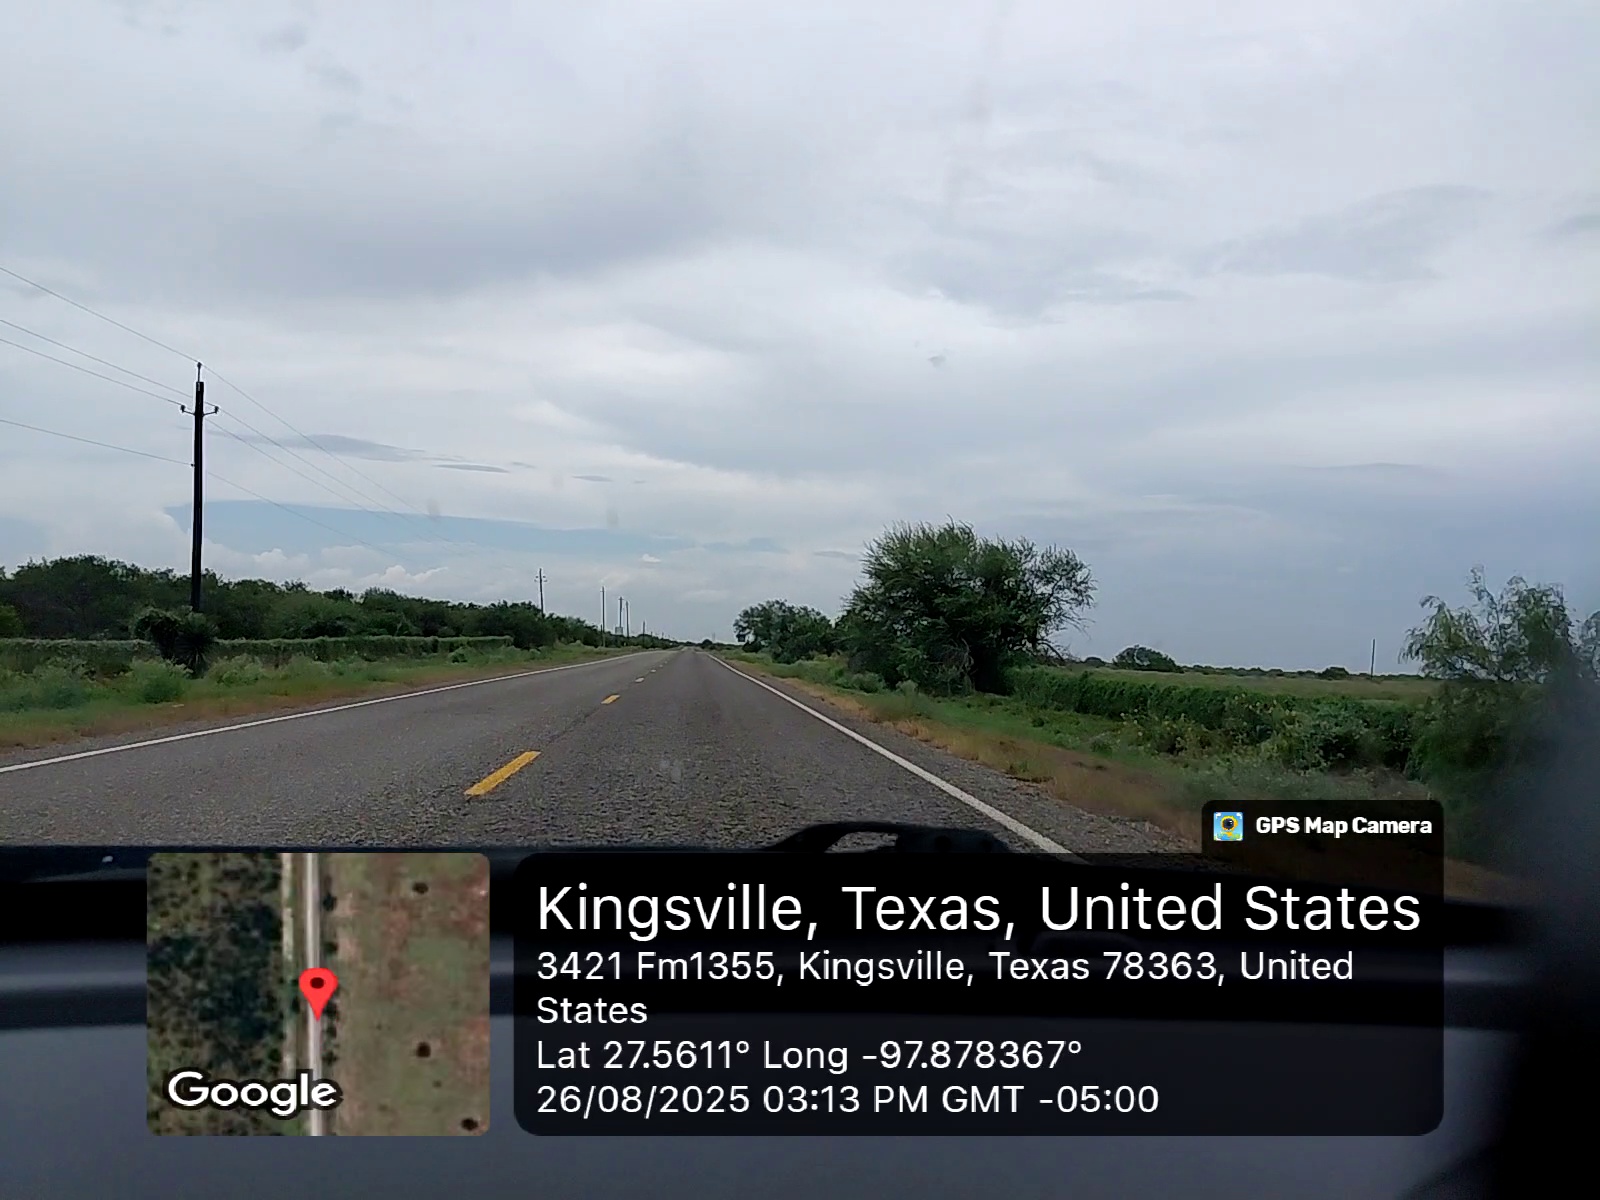 GPS Map Camera
Kingsville, Texas, United States
3421 Fm1355, Kingsville, Texas 78363, United
States
Lat 27.5611° Long -97.878367°
26/08/2025 03:13 PM GMT -05:00
Google